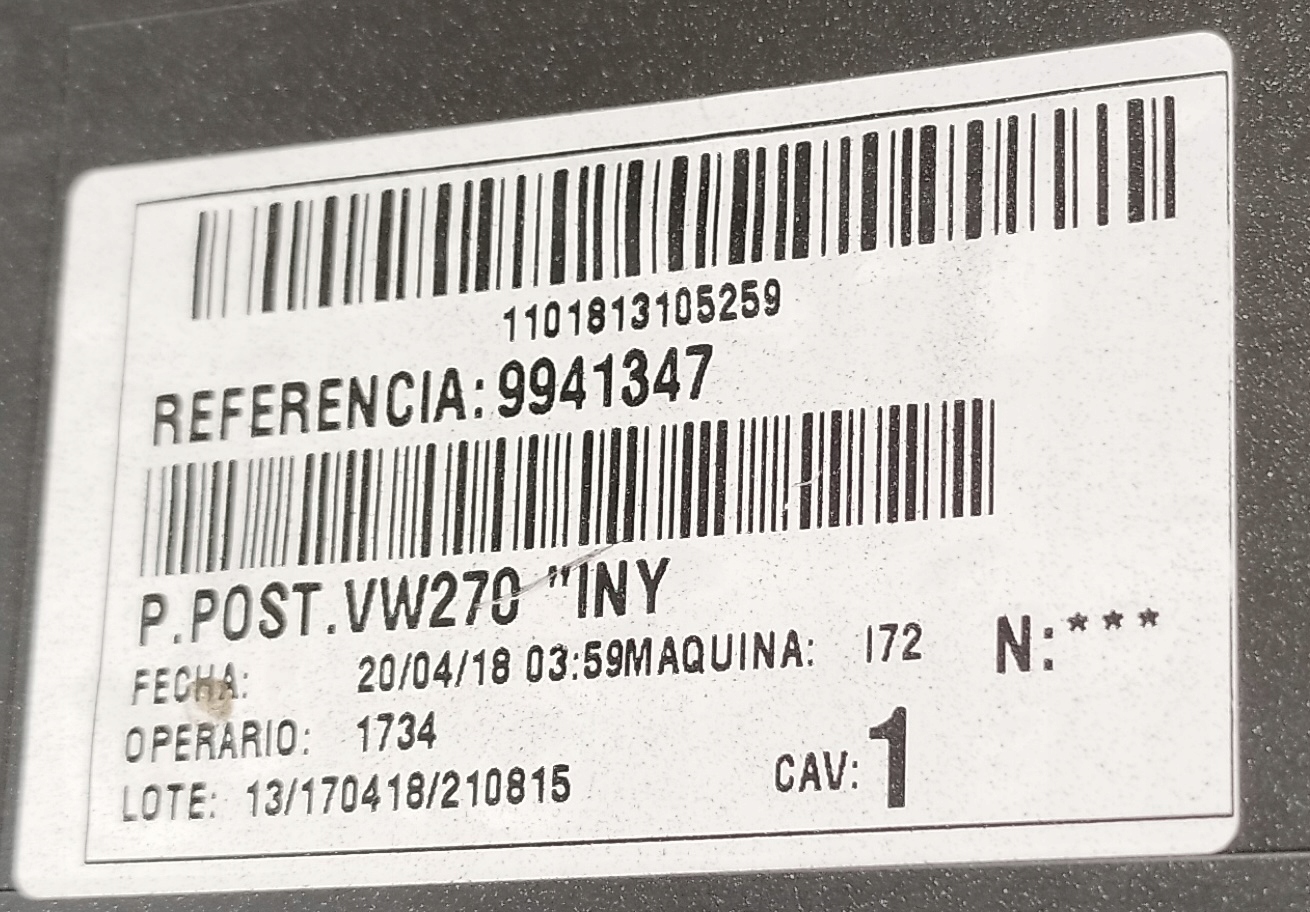 1101813105259
REFERENCIA:9941347
P.POST.VW270 "INY
FECHA: 20/04/18 03:59MAQUINA: I72 N:***
OPERARIO: 1734
LOTE: 13/170418/210815 CAV:1